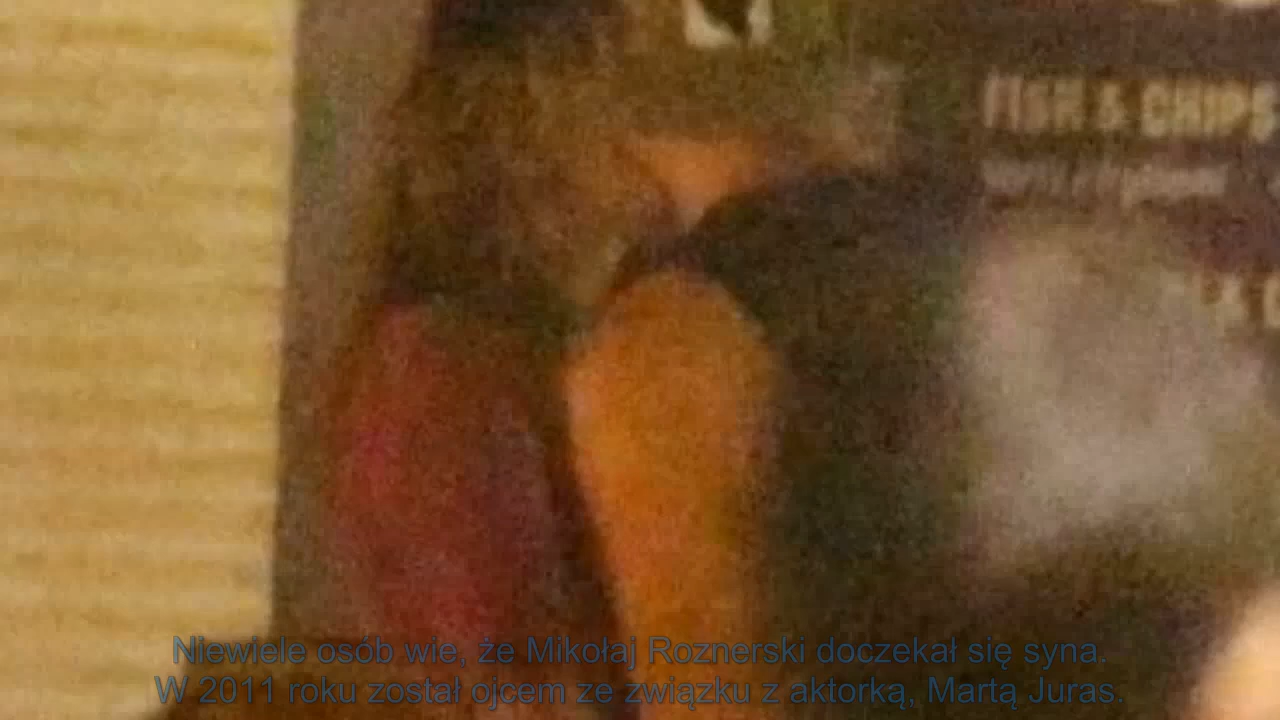 FISH & CHIPS
Niewiele osób wie, że Mikołaj Roznerski doczekał się syna.
W 2011 roku został ojcem ze związku z aktorką, Martą Juras.